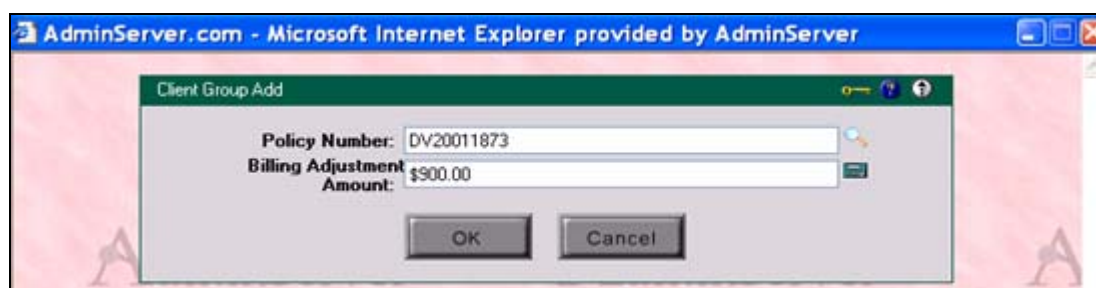 AdminServer.com - Microsoft Internet Explorer provided by AdminServer
Client Group Add
Policy Number: DV20011873
Billing Adjustment
Amount: $900.00
OK Cancel